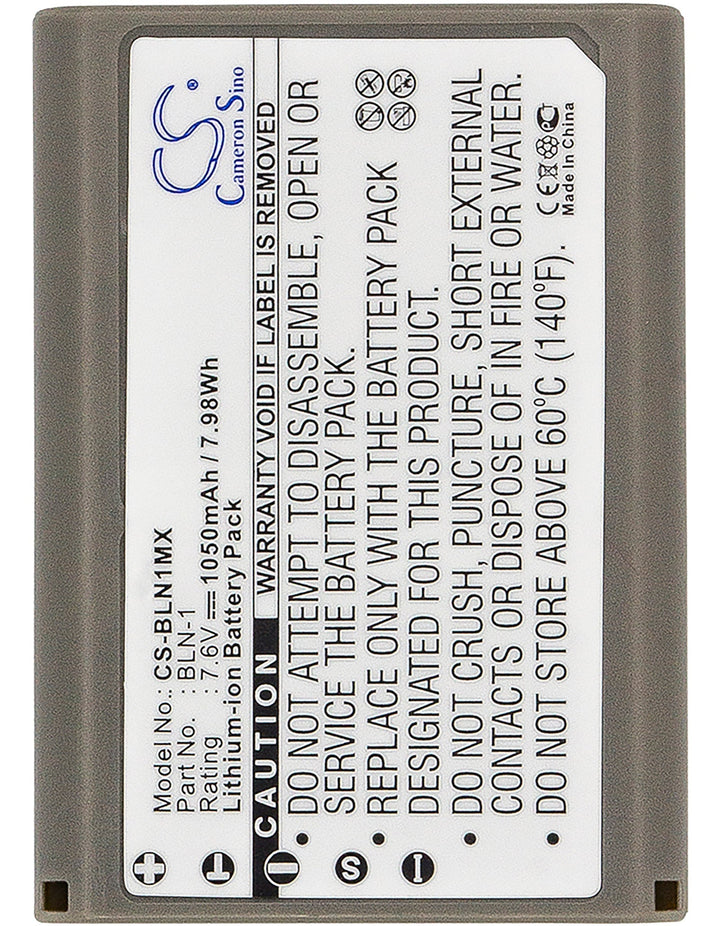 CS®
Cameron Sino
Model No.: CS-BLN1MX
Part No. : BLN-1
Rating : 7.6V⎓1050mAh / 7.98Wh
Lithium-ion Battery Pack
CAUTION WARRANTY VOID IF LABEL IS REMOVED
• DO NOT ATTEMPT TO DISASSEMBLE, OPEN OR
SERVICE THE BATTERY PACK.
• REPLACE ONLY WITH THE BATTERY PACK
DESIGNATED FOR THIS PRODUCT.
• DO NOT CRUSH, PUNCTURE, SHORT EXTERNAL
CONTACTS OR DISPOSE OF IN FIRE OR WATER.
• DO NOT STORE ABOVE 60°C (140°F).
CE
Made In China
+ T − S I